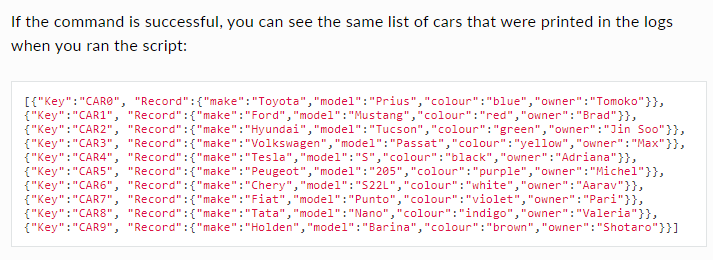 If the command is successful, you can see the same list of cars that were printed in the logs
when you ran the script:
[{"Key":"CAR0", "Record":{"make":"Toyota","model":"Prius","colour":"blue","owner":"Tomoko"}},
{"Key":"CAR1", "Record":{"make":"Ford","model":"Mustang","colour":"red","owner":"Brad"}},
{"Key":"CAR2", "Record":{"make":"Hyundai","model":"Tucson","colour":"green","owner":"Jin Soo"}},
{"Key":"CAR3", "Record":{"make":"Volkswagen","model":"Passat","colour":"yellow","owner":"Max"}},
{"Key":"CAR4", "Record":{"make":"Tesla","model":"S","colour":"black","owner":"Adriana"}},
{"Key":"CAR5", "Record":{"make":"Peugeot","model":"205","colour":"purple","owner":"Michel"}},
{"Key":"CAR6", "Record":{"make":"Chery","model":"S22L","colour":"white","owner":"Aarav"}},
{"Key":"CAR7", "Record":{"make":"Fiat","model":"Punto","colour":"violet","owner":"Pari"}},
{"Key":"CAR8", "Record":{"make":"Tata","model":"Nano","colour":"indigo","owner":"Valeria"}},
{"Key":"CAR9", "Record":{"make":"Holden","model":"Barina","colour":"brown","owner":"Shotaro"}}]